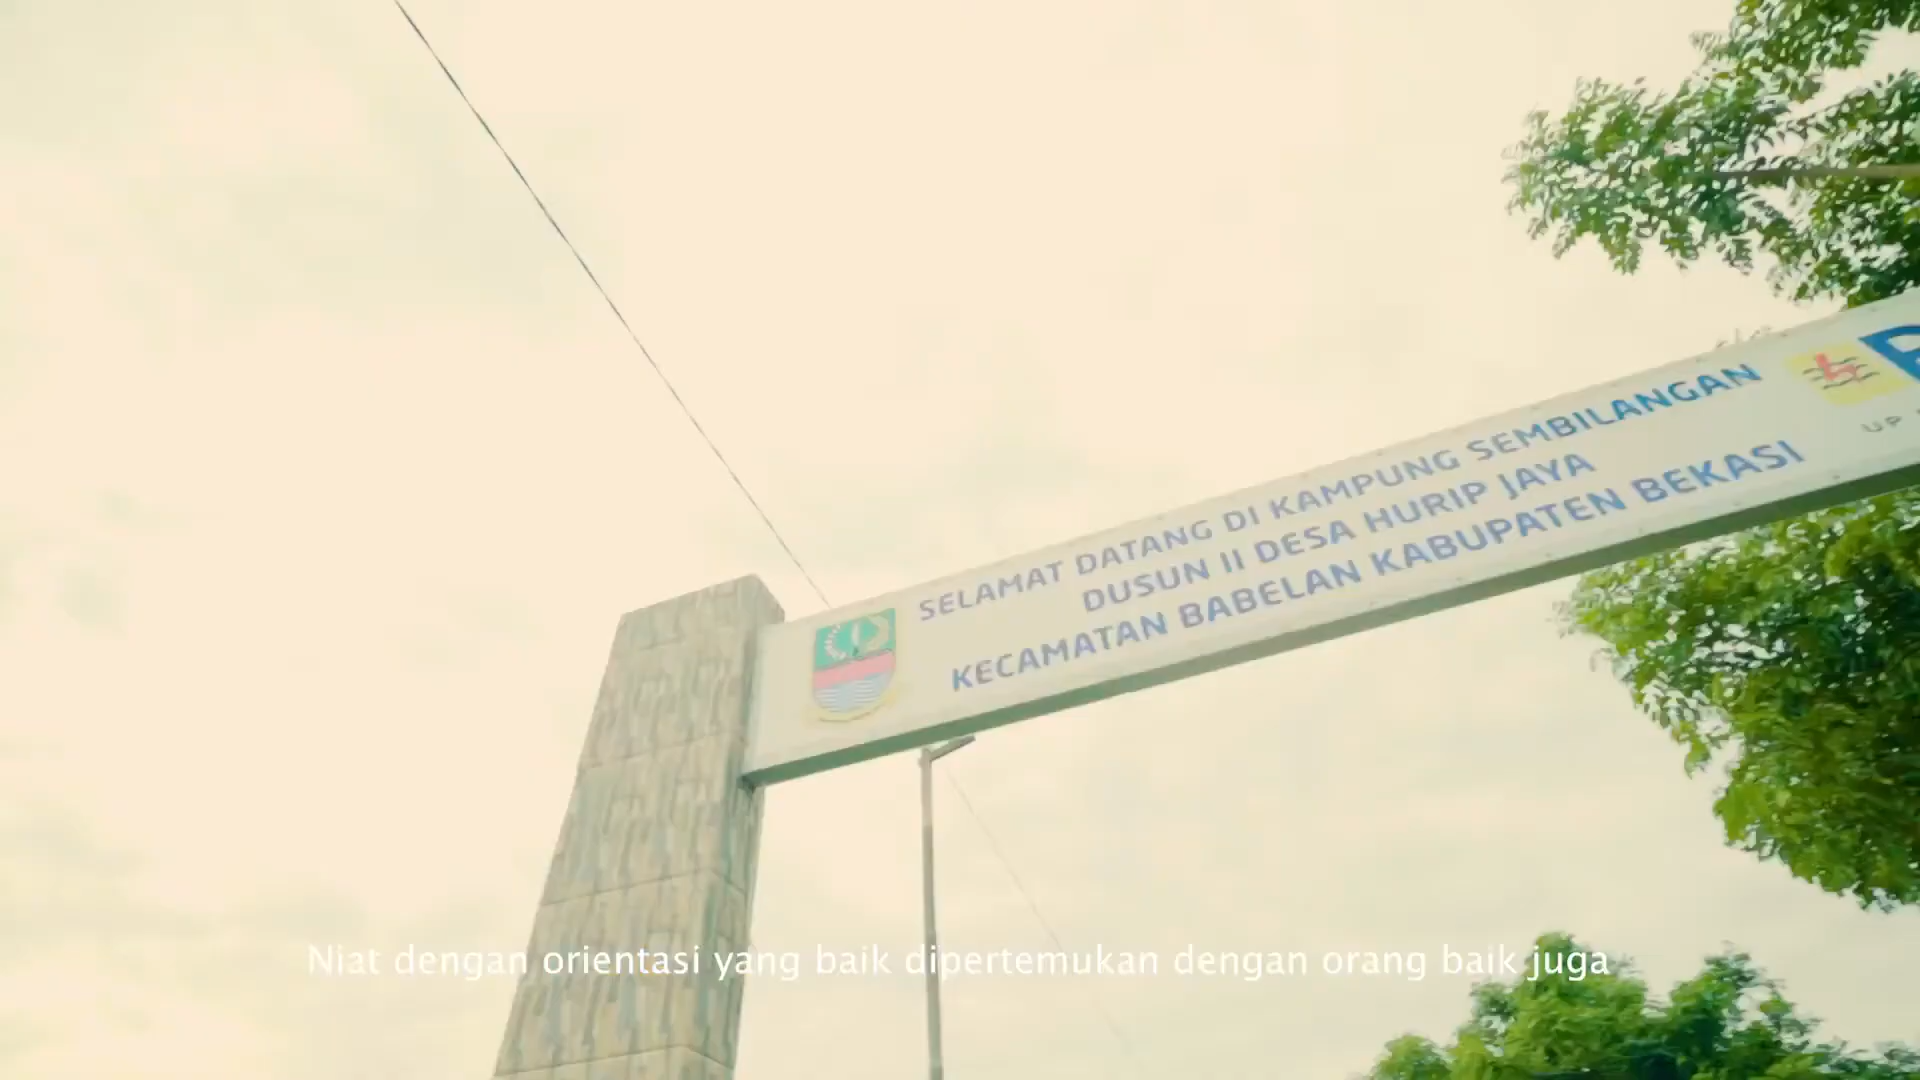 SELAMAT DATANG DI KAMPUNG SEMBILANGAN
DUSUN II DESA HURIP JAYA
KECAMATAN BABELAN KABUPATEN BEKASI
UP
Niat dengan orientasi yang baik dipertemukan dengan orang baik juga